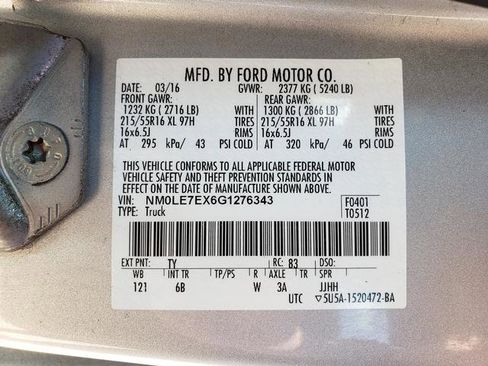 MFD. BY FORD MOTOR CO.
DATE: 03/16 GVWR: 2377 KG ( 5240 LB)
FRONT GAWR: REAR GAWR:
1232 KG ( 2716 LB) WITH 1300 KG ( 2866 LB) WITH
215/55R16 XL 97H TIRES 215/55R16 XL 97H TIRES
16x6.5J RIMS 16x6.5J RIMS
AT 295 kPa/ 43 PSI COLD AT 320 kPa/ 46 PSI COLD
THIS VEHICLE CONFORMS TO ALL APPLICABLE FEDERAL MOTOR
VEHICLE SAFETY AND THEFT PREVENTION STANDARDS IN
EFFECT ON THE DATE OF MANUFACTURE SHOWN ABOVE.
VIN: NM0LE7EX6G1276343 F0401
TYPE: Truck T0512
EXT PNT: TY RC: 83 DSO:
WB INT TR TP/PS R AXLE TR SPR
121 6B W 3A JJHH
UTC ▽5U5A-1520472-BA